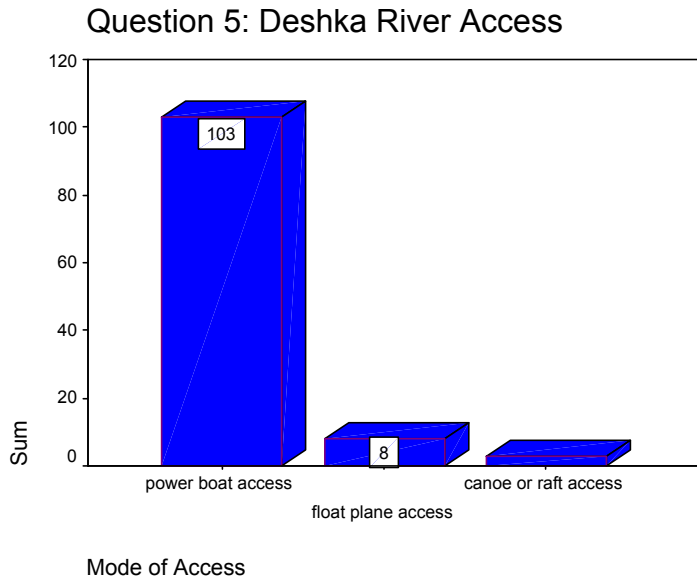 Question 5: Deshka River Access
120
100
80
60
40
20
0
Sum
103
8
power boat access
float plane access
canoe or raft access
Mode of Access